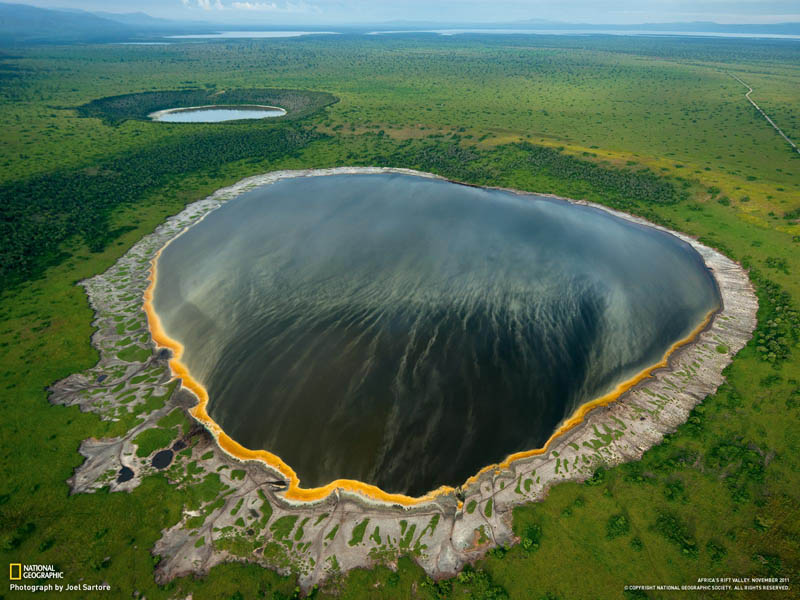 NATIONAL
GEOGRAPHIC
Photograph by Joel Sartore
AFRICA'S RIFT VALLEY, NOVEMBER 2011
© COPYRIGHT NATIONAL GEOGRAPHIC SOCIETY. ALL RIGHTS RESERVED.